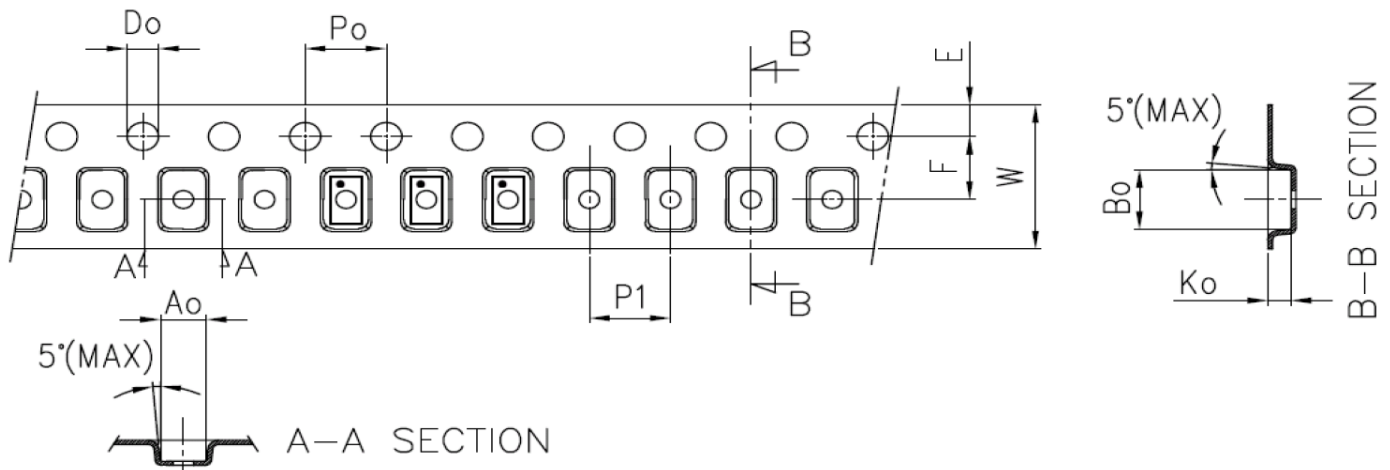 Do
Po
B
E
5°(MAX)
F
W
Bo
A
A
P1
B
Ko
B-B SECTION
Ao
5°(MAX)
A-A SECTION